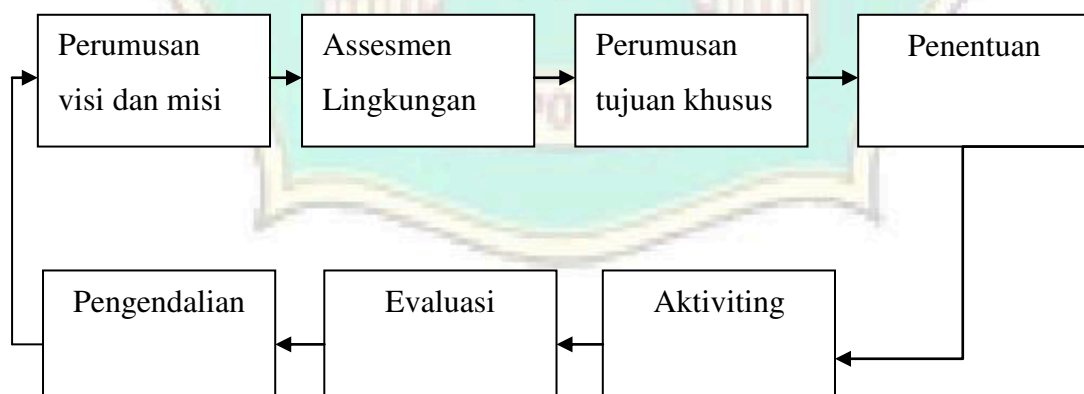 Perumusan
visi dan misi
Assesmen
Lingkungan
Perumusan
tujuan khusus
Penentuan
Pengendalian
Evaluasi
Aktiviting